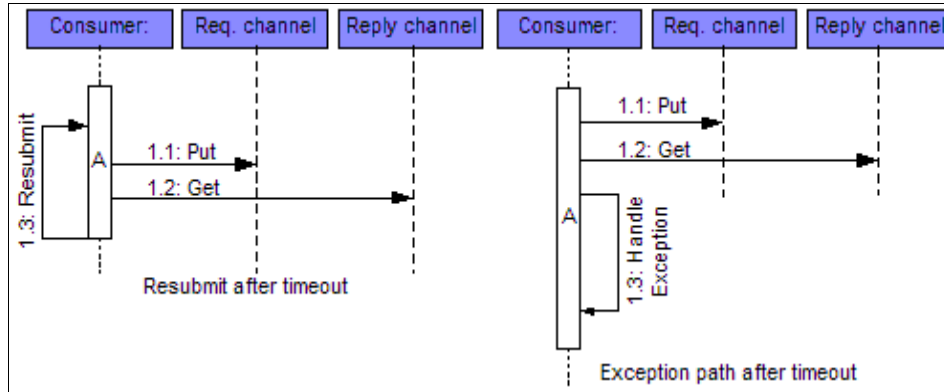 Consumer:
Req. channel
Reply channel
1.1: Put
1.2: Get
A
1.3: Resubmit
Resubmit after timeout
Consumer:
Req. channel
Reply channel
1.1: Put
1.2: Get
A
1.3: Handle
Exception
Exception path after timeout